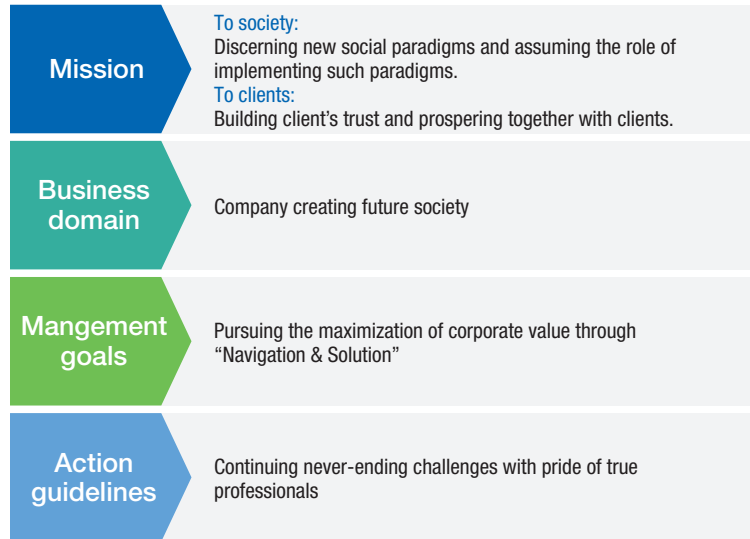 Mission
To society:
Discerning new social paradigms and assuming the role of
implementing such paradigms.
To clients:
Building client’s trust and prospering together with clients.
Business
domain
Company creating future society
Mangement
goals
Pursuing the maximization of corporate value through
“Navigation & Solution”
Action
guidelines
Continuing never-ending challenges with pride of true
professionals